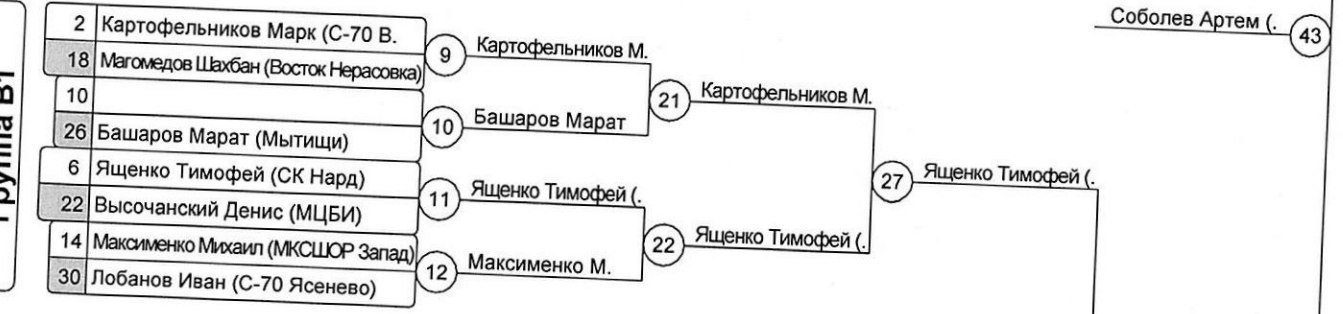 Группа В1
2 Картофельников Марк (С-70 В.
18 Магомедов Шахбан (Восток Нерасовка)
10
26 Башаров Марат (Мытищи)
6 Ященко Тимофей (СК Нард)
22 Высочанский Денис (МЦБИ)
14 Максименко Михаил (МКСШОР Запад)
30 Лобанов Иван (С-70 Ясенево)
9 Картофельников М.
10 Башаров Марат
11 Ященко Тимофей (.
12 Максименко М.
21 Картофельников М.
22 Ященко Тимофей (.
27 Ященко Тимофей (.
Соболев Артем (. 43